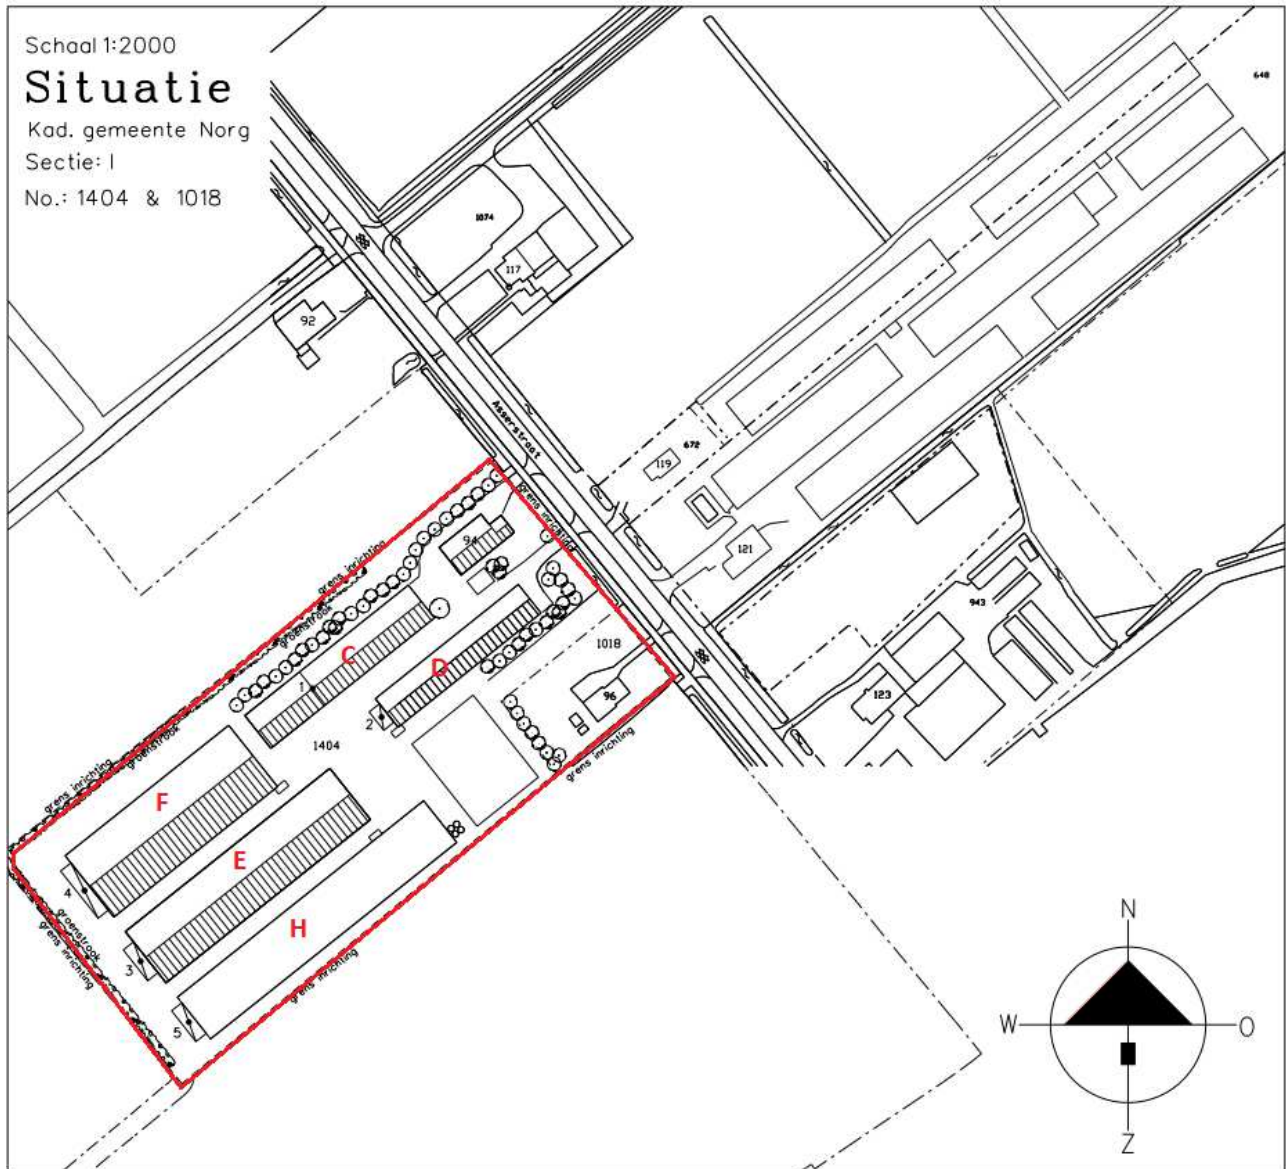 Schaal 1:2000
Situatie
Kad. gemeente Norg
Sectie: I
No.: 1404 & 1018
648
1074
117
92
Asserstraat
672
119
grens inrichting
94
121
grens inrichting
groenstrook
943
C
1018
D
1
96
123
2
1404
groenstrook
grens inrichting
grens inrichting
F
E
4
groenstrook
grens inrichting
H
3
grens inrichting
5
N
W
O
Z